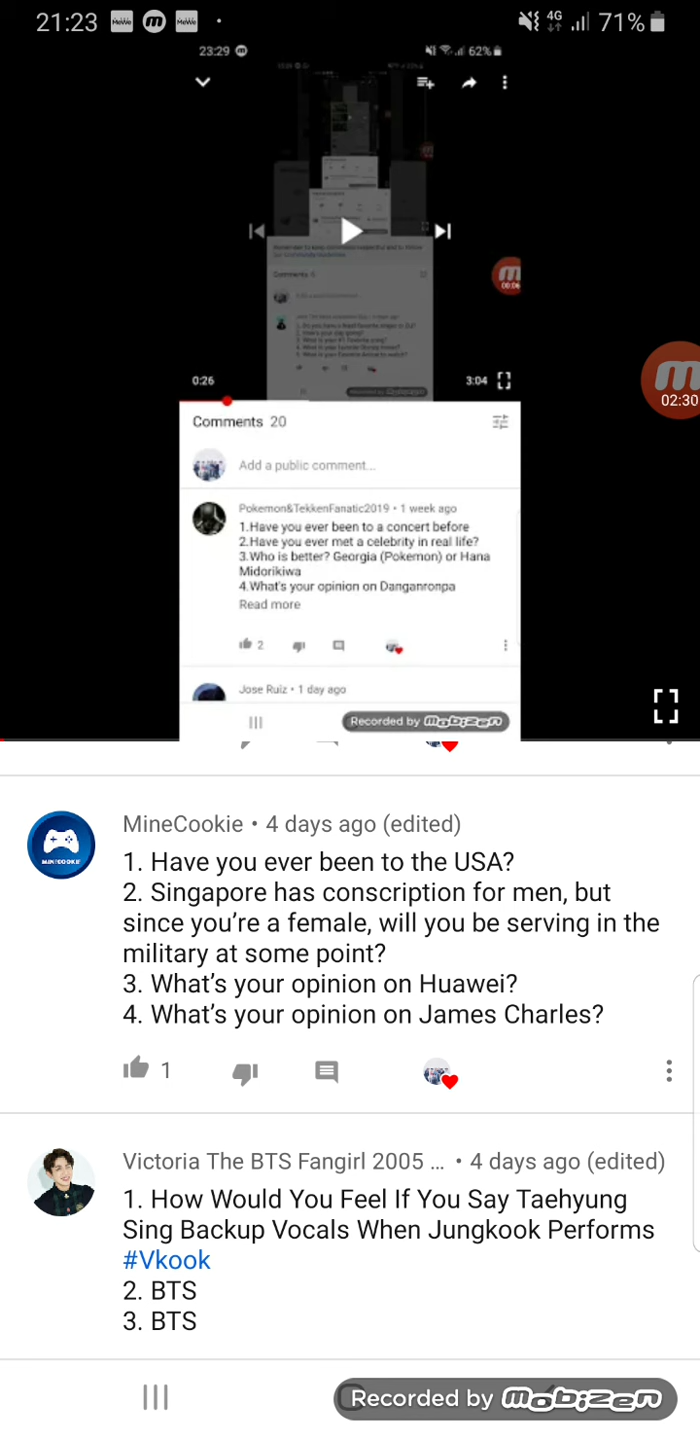 21:23 MeWe m MeWe • 4G 71%
23:29 m 62%
m
00:06
0:26 3:04
m
02:30
Comments 20
Add a public comment...
Pokemon&TekkenFanatic2019 • 1 week ago
1.Have you ever been to a concert before
2.Have you ever met a celebrity in real life?
3.Who is better? Georgia (Pokemon) or Hana
Midorikiwa
4.What's your opinion on Danganronpa
Read more
2
Jose Ruiz • 1 day ago
Recorded by mobizen
MineCookie • 4 days ago (edited)
MINECOOKIE
1. Have you ever been to the USA?
2. Singapore has conscription for men, but
since you’re a female, will you be serving in the
military at some point?
3. What’s your opinion on Huawei?
4. What’s your opinion on James Charles?
1
Victoria The BTS Fangirl 2005 ... • 4 days ago (edited)
1. How Would You Feel If You Say Taehyung
Sing Backup Vocals When Jungkook Performs
#Vkook
2. BTS
3. BTS
Recorded by mobizen